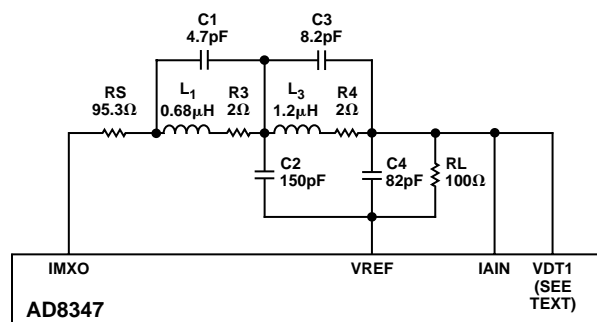 C1
4.7pF
C3
8.2pF
RS
95.3Ω
L1
0.68μH
R3
2Ω
L3
1.2μH
R4
2Ω
C2
150pF
C4
82pF
RL
100Ω
IMXO
VREF
IAIN
VDT1
(SEE
TEXT)
AD8347